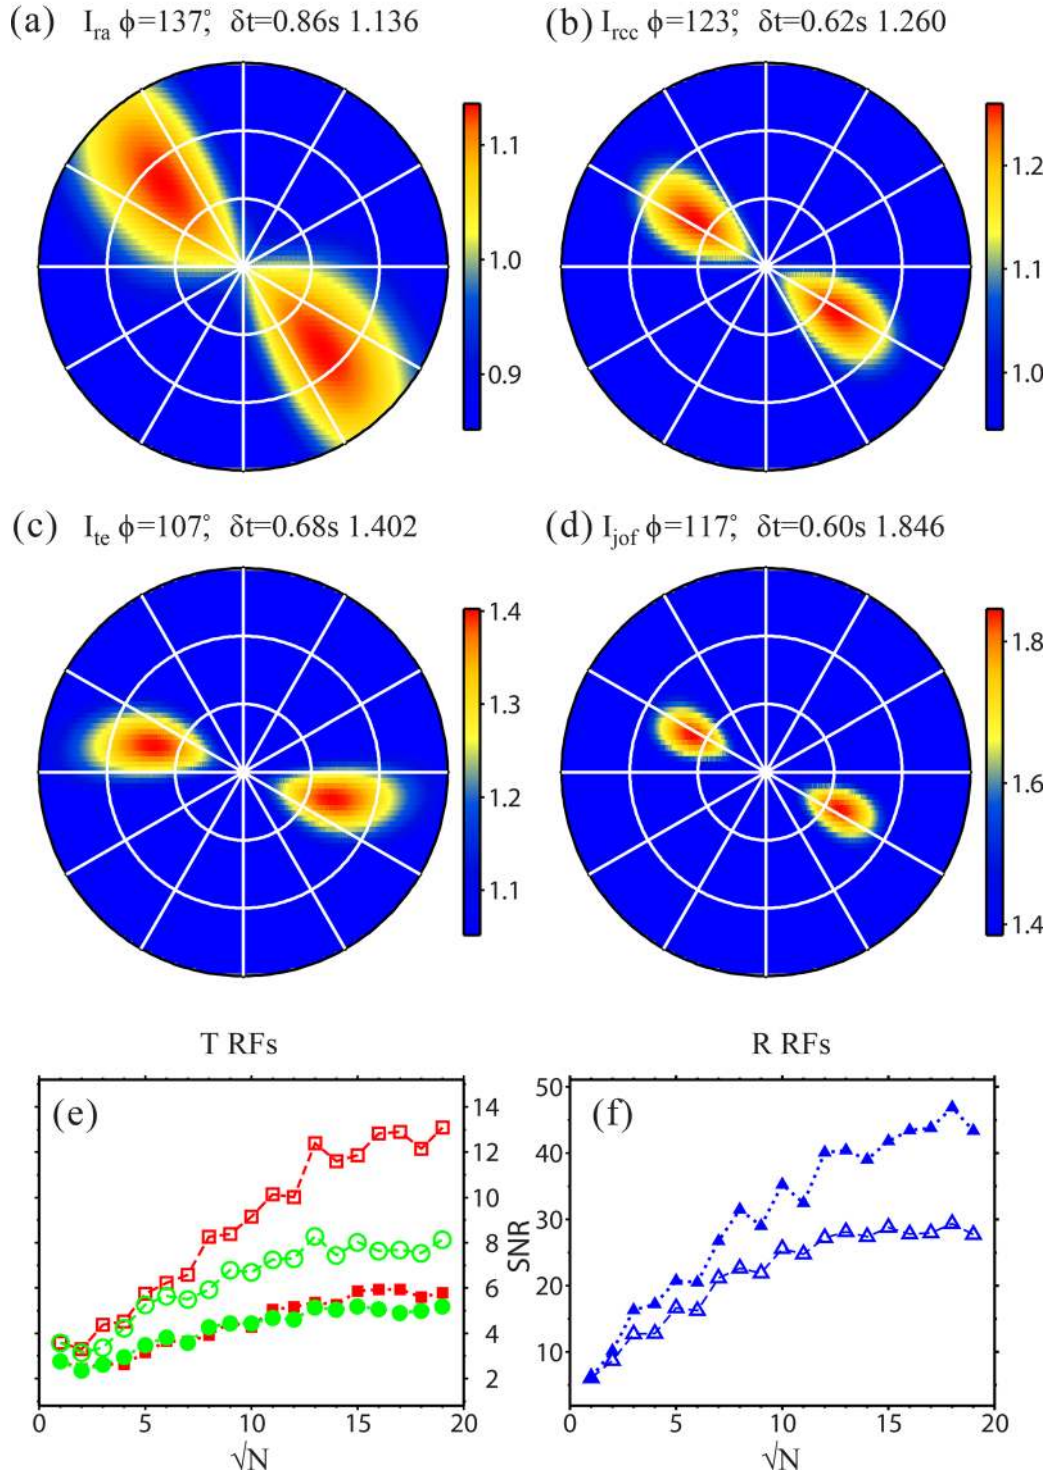 (a) I_ra ϕ=137°, δt=0.86s 1.136
(b) I_rcc ϕ=123°, δt=0.62s 1.260
1.1
1.0
0.9
1.2
1.1
1.0
(c) I_te ϕ=107°, δt=0.68s 1.402
(d) I_jof ϕ=117°, δt=0.60s 1.846
1.4
1.3
1.2
1.1
1.8
1.6
1.4
T RFs
R RFs
(e)
14
12
10
8
6
4
2
0 5 10 15 20
√N
(f)
SNR
50
40
30
20
10
0 5 10 15 20
√N